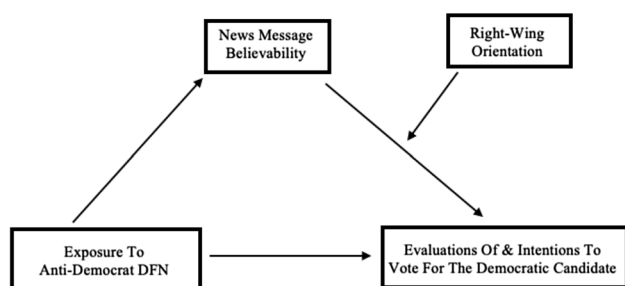 News Message
Believability
Right-Wing
Orientation
Exposure To
Anti-Democrat DFN
Evaluations Of & Intentions To
Vote For The Democratic Candidate